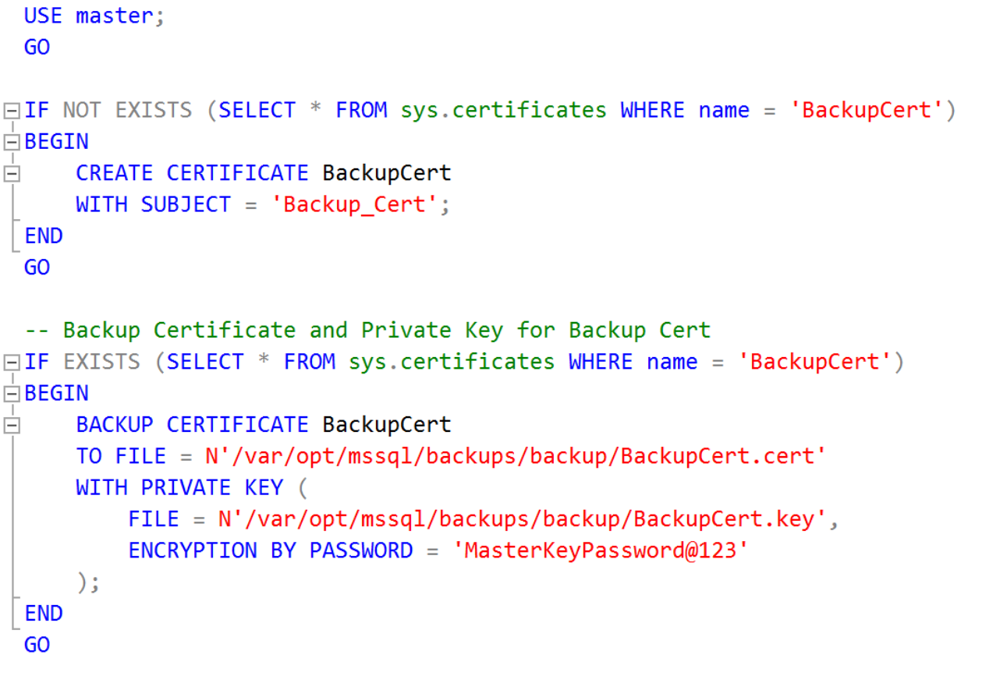 USE master;
GO
IF NOT EXISTS (SELECT * FROM sys.certificates WHERE name = 'BackupCert')
BEGIN
CREATE CERTIFICATE BackupCert
WITH SUBJECT = 'Backup_Cert';
END
GO
-- Backup Certificate and Private Key for Backup Cert
IF EXISTS (SELECT * FROM sys.certificates WHERE name = 'BackupCert')
BEGIN
BACKUP CERTIFICATE BackupCert
TO FILE = N'/var/opt/mssql/backups/backup/BackupCert.cert'
WITH PRIVATE KEY (
FILE = N'/var/opt/mssql/backups/backup/BackupCert.key',
ENCRYPTION BY PASSWORD = 'MasterKeyPassword@123'
);
END
GO